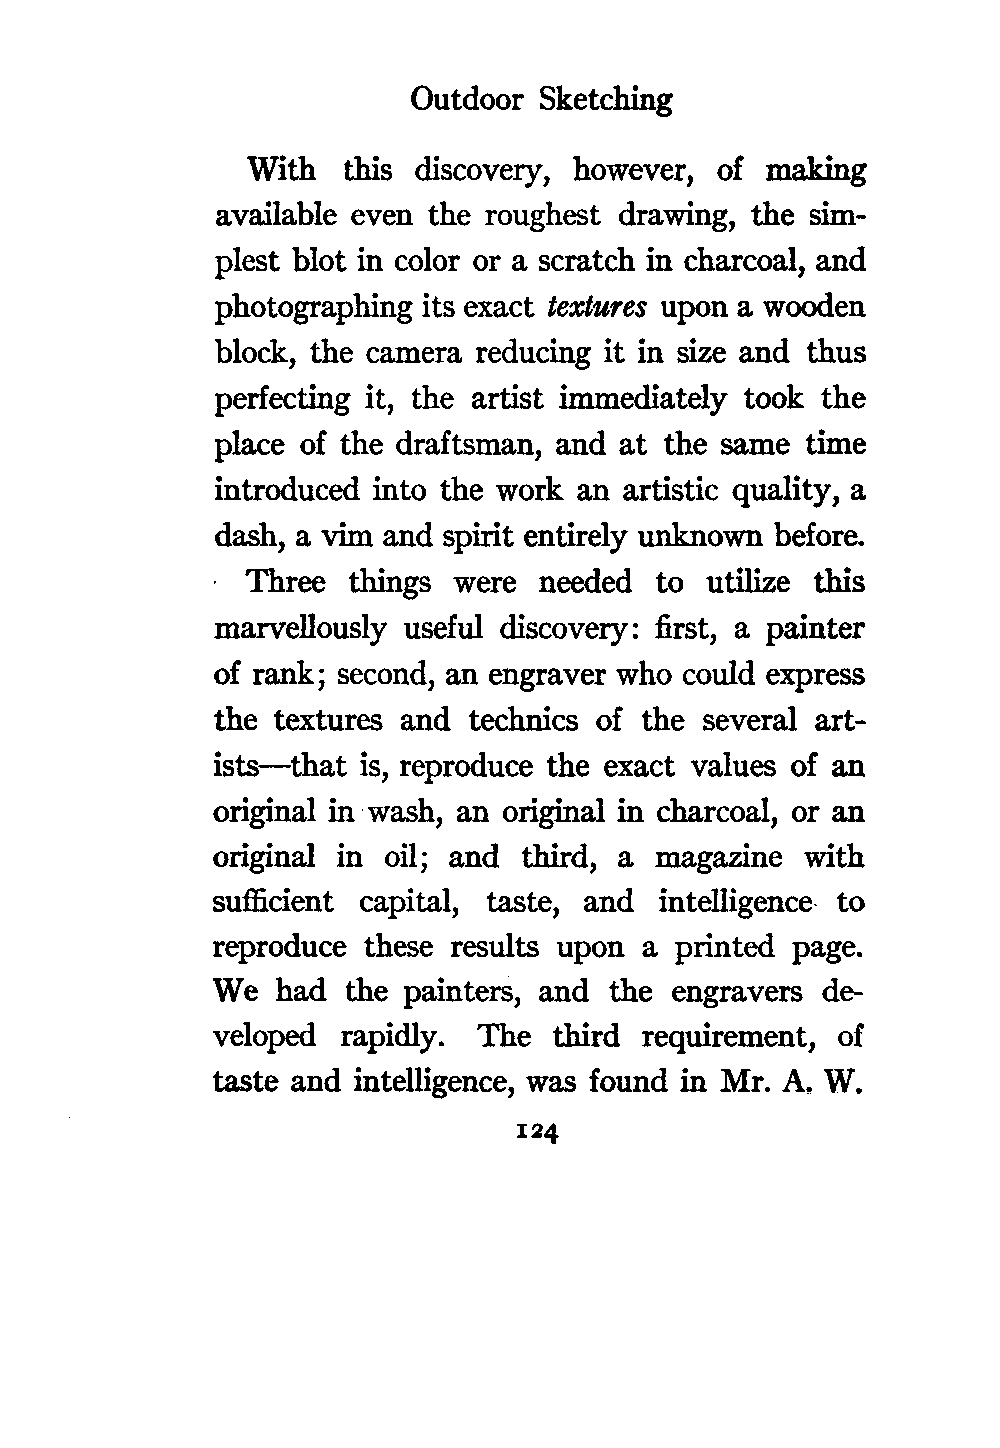 Outdoor Sketching
With this discovery, however, of making
available even the roughest drawing, the sim-
plest blot in color or a scratch in charcoal, and
photographing its exact textures upon a wooden
block, the camera reducing it in size and thus
perfecting it, the artist immediately took the
place of the draftsman, and at the same time
introduced into the work an artistic quality, a
dash, a vim and spirit entirely unknown before.
Three things were needed to utilize this
marvellously useful discovery: first, a painter
of rank; second, an engraver who could express
the textures and technics of the several art-
ists—that is, reproduce the exact values of an
original in wash, an original in charcoal, or an
original in oil; and third, a magazine with
sufficient capital, taste, and intelligence to
reproduce these results upon a printed page.
We had the painters, and the engravers de-
veloped rapidly. The third requirement, of
taste and intelligence, was found in Mr. A. W.
124